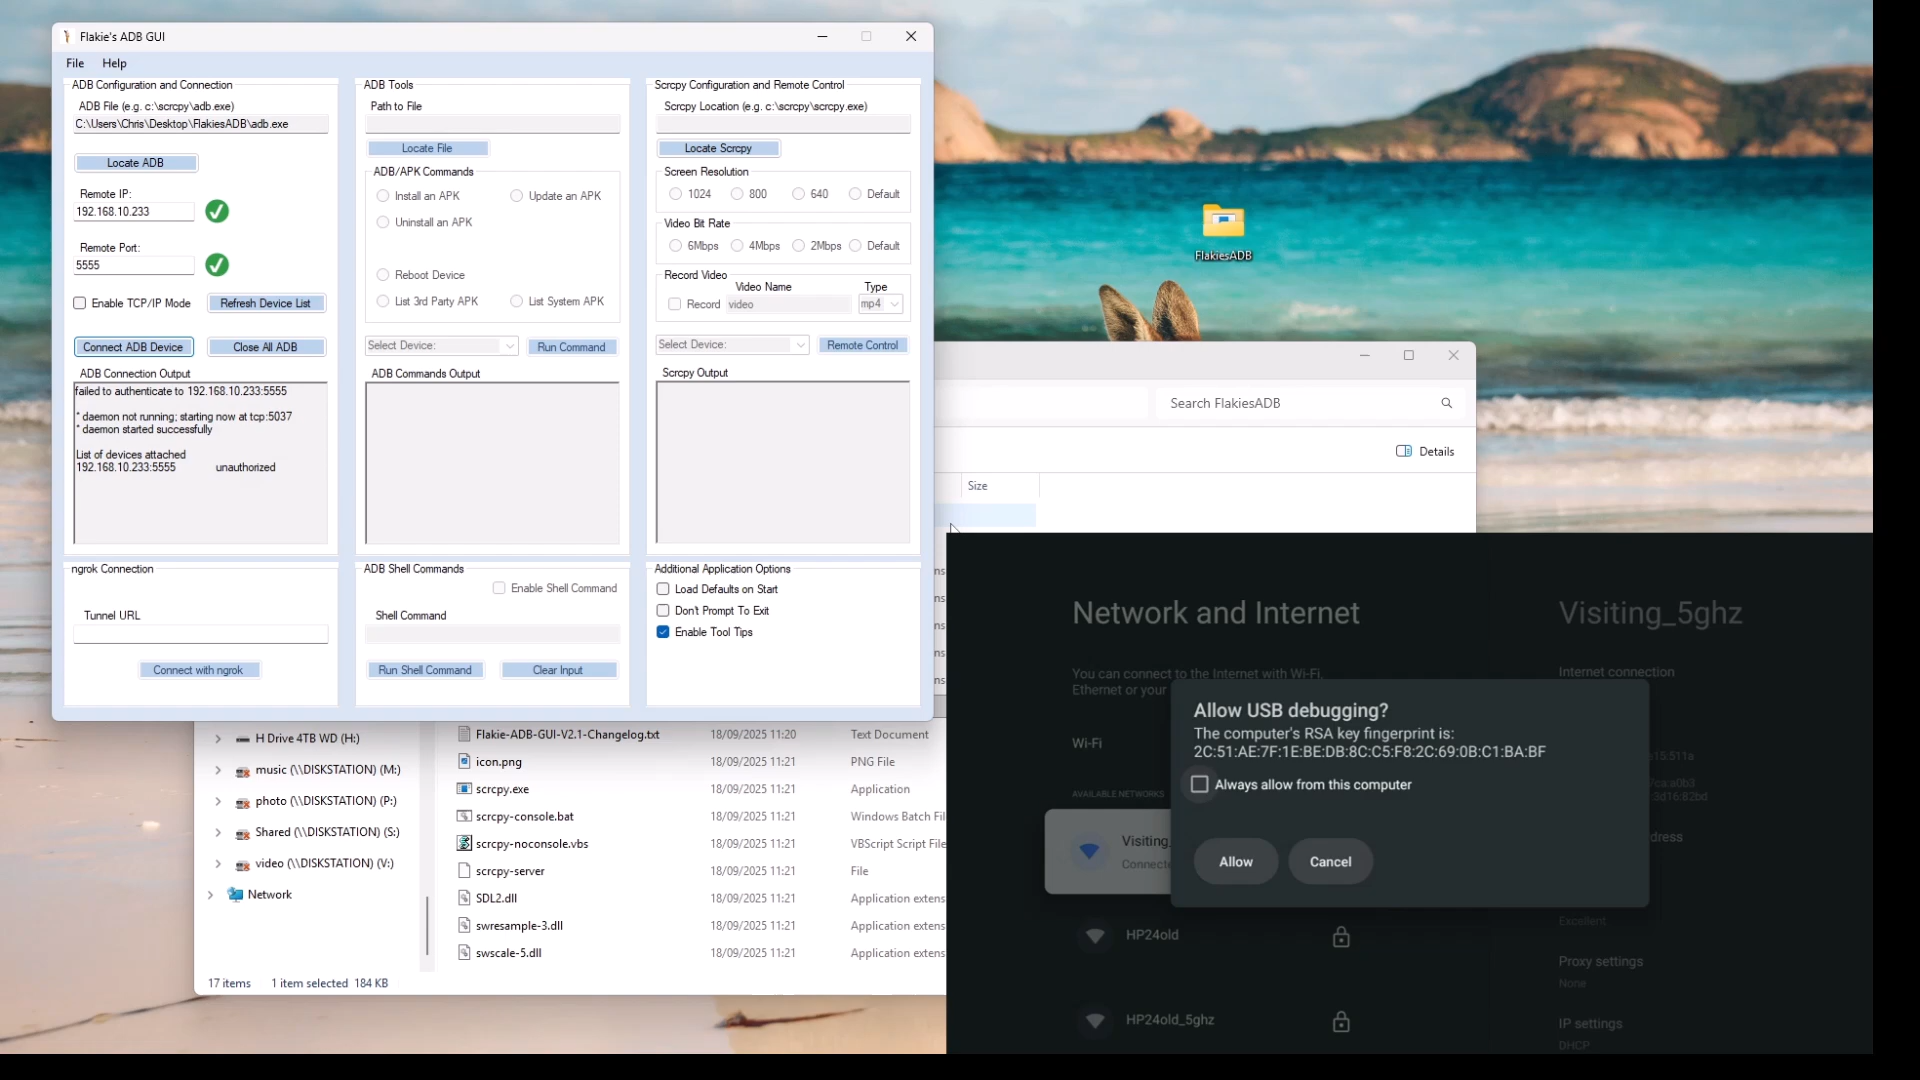 Flakie's ADB GUI
File Help
ADB Configuration and Connection
ADB File (e.g. c:\scrcpy\adb.exe)
C:\Users\Chris\Desktop\FlakiesADB\adb.exe
Locate ADB
Remote IP:
192.168.10.233
Remote Port:
5555
Enable TCP/IP Mode Refresh Device List
Connect ADB Device Close All ADB
ADB Connection Output
failed to authenticate to 192.168.10.233:5555
* daemon not running; starting now at tcp:5037
* daemon started successfully
List of devices attached
192.168.10.233:5555 unauthorized
ngrok Connection
Tunnel URL
Connect with ngrok
ADB Tools
Path to File
Locate File
ADB/APK Commands
Install an APK Update an APK
Uninstall an APK
Reboot Device
List 3rd Party APK List System APK
Select Device: Run Command
ADB Commands Output
ADB Shell Commands
Enable Shell Command
Shell Command
Run Shell Command Clear Input
Scrcpy Configuration and Remote Control
Scrcpy Location (e.g. c:\scrcpy\scrcpy.exe)
Locate Scrcpy
Screen Resolution
1024 800 640 Default
Video Bit Rate
6Mbps 4Mbps 2Mbps Default
Record Video
Video Name Type
Record video mp4
Select Device: Remote Control
Scrcpy Output
Additional Application Options
Load Defaults on Start
Don't Prompt To Exit
Enable Tool Tips
FlakiesADB
Search FlakiesADB
Details
Size
H Drive 4TB WD (H:)
music (\\DISKSTATION) (M:)
photo (\\DISKSTATION) (P:)
Shared (\\DISKSTATION) (S:)
video (\\DISKSTATION) (V:)
Network
Flakie-ADB-GUI-V2.1-Changelog.txt 18/09/2025 11:20 Text Document
icon.png 18/09/2025 11:21 PNG File
scrcpy.exe 18/09/2025 11:21 Application
scrcpy-console.bat 18/09/2025 11:21 Windows Batch Fil
scrcpy-noconsole.vbs 18/09/2025 11:21 VBScript Script File
scrcpy-server 18/09/2025 11:21 File
SDL2.dll 18/09/2025 11:21 Application extens
swresample-3.dll 18/09/2025 11:21 Application extens
swscale-5.dll 18/09/2025 11:21 Application extens
17 items 1 item selected 184 KB
Network and Internet
You can connect to the Internet with Wi-Fi,
Ethernet or your
Wi-Fi
AVAILABLE NETWORKS
Visiting_
Connecte
HP24old
HP24old_5ghz
Allow USB debugging?
The computer's RSA key fingerprint is:
2C:51:AE:7F:1E:BE:DB:8C:C5:F8:2C:69:0B:C1:BA:BF
Always allow from this computer
Allow Cancel
Visiting_5ghz
Internet connection
Excellent
Proxy settings
None
IP settings
DHCP